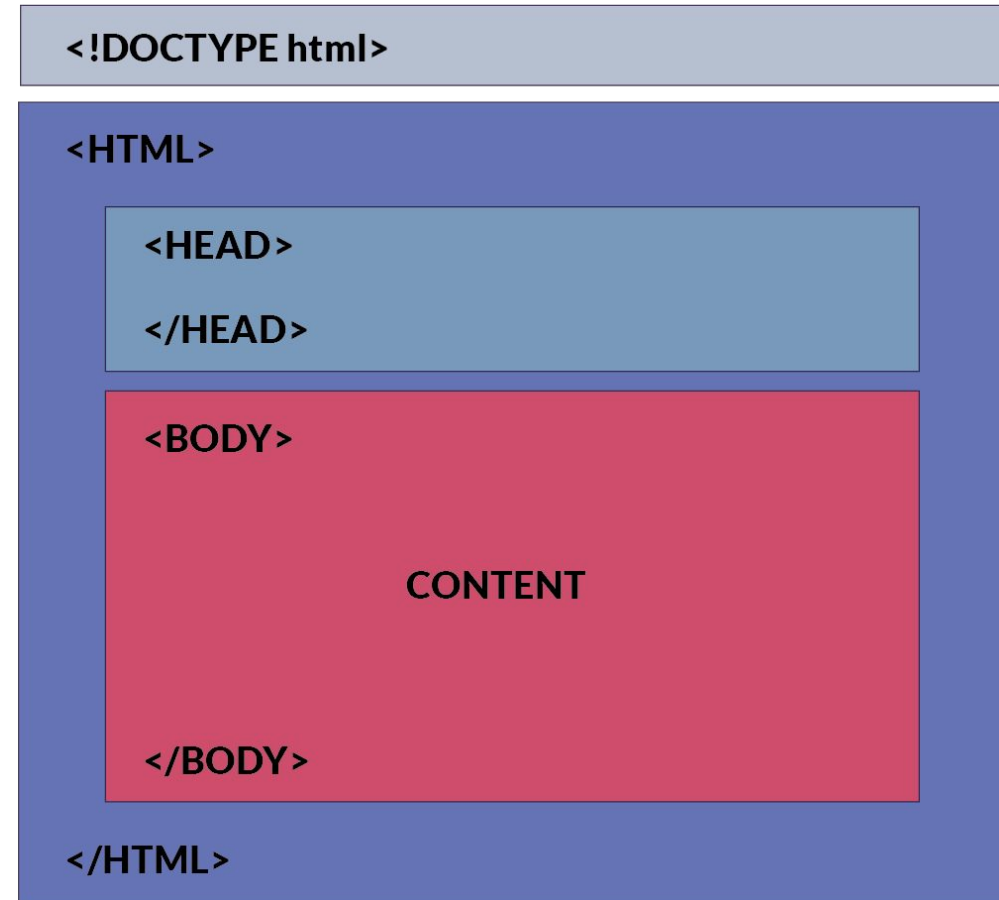 <!DOCTYPE html>
<HTML>
<HEAD>
</HEAD>
<BODY>
CONTENT
</BODY>
</HTML>